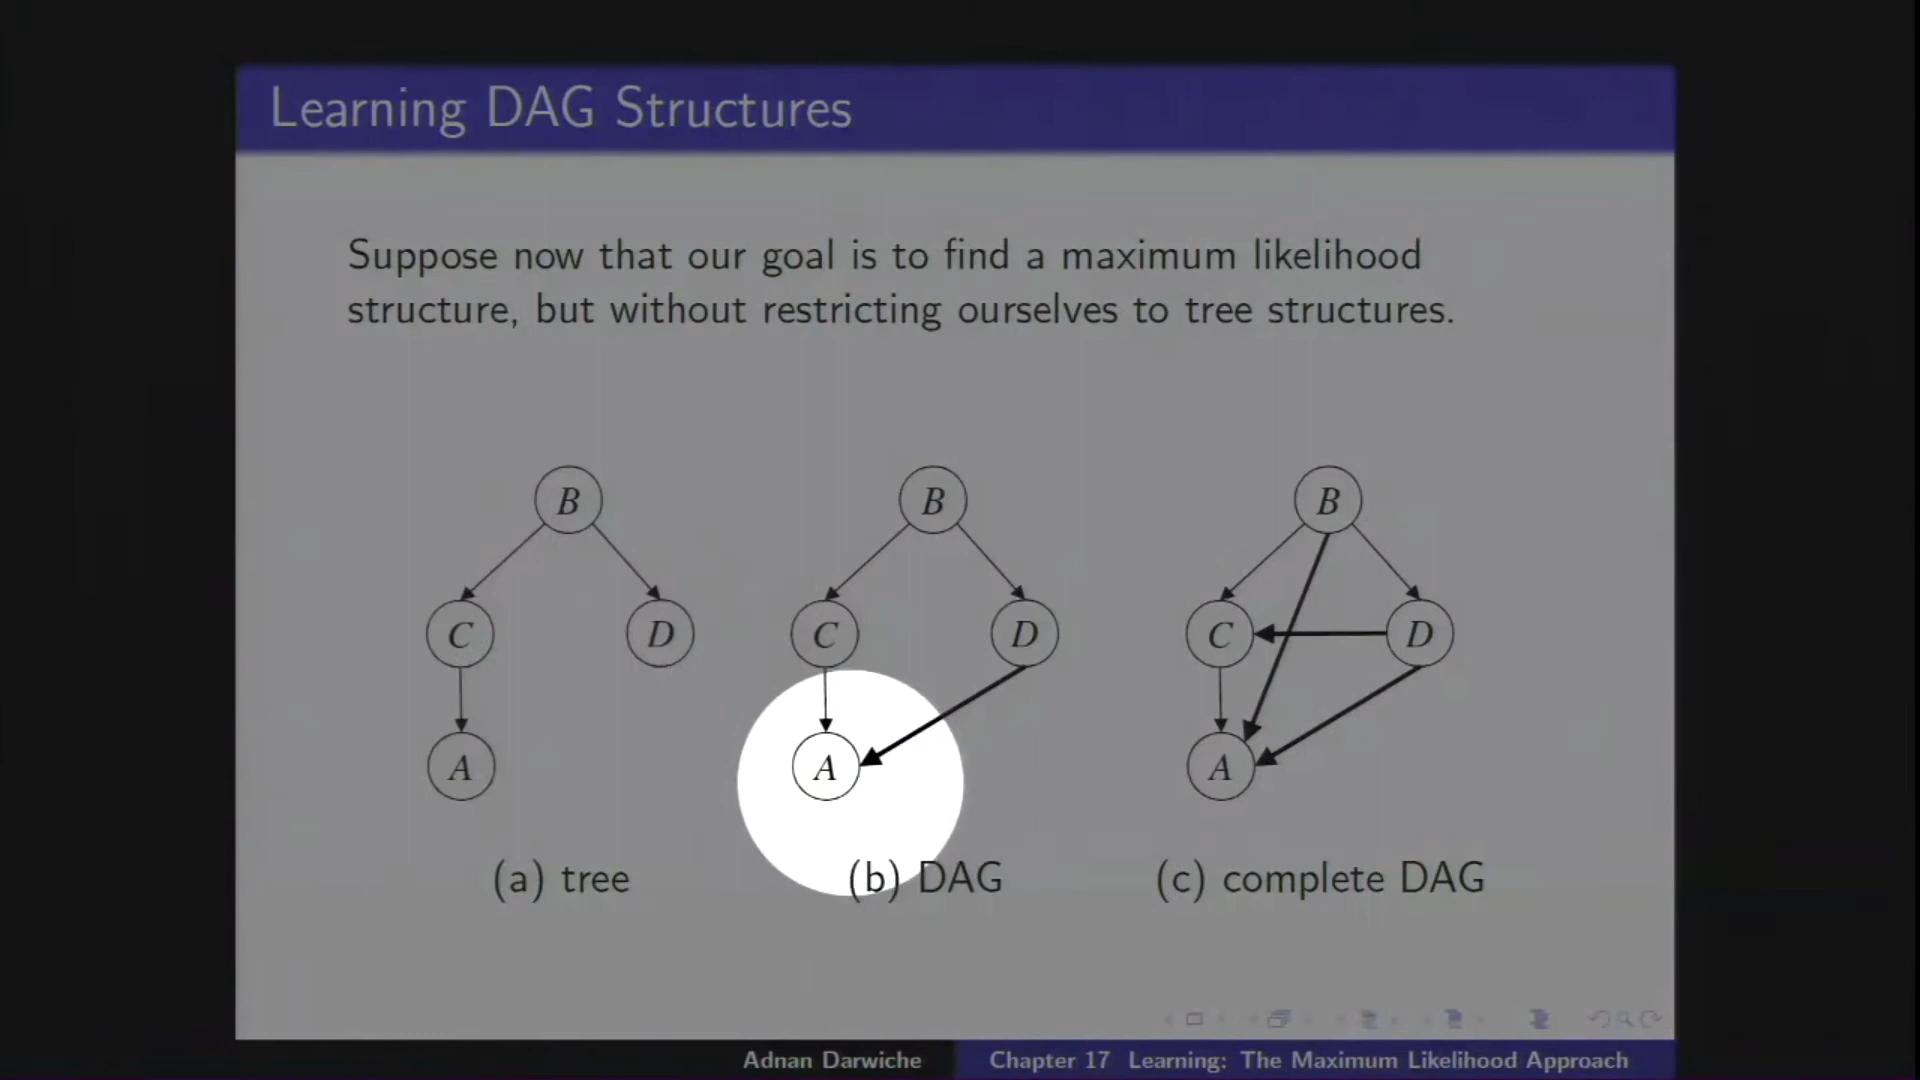 Learning DAG Structures
Suppose now that our goal is to find a maximum likelihood
structure, but without restricting ourselves to tree structures.
B
C
D
A
(a) tree
B
C
D
A
(b) DAG
B
C
D
A
(c) complete DAG
Adnan Darwiche
Chapter 17 Learning: The Maximum Likelihood Approach